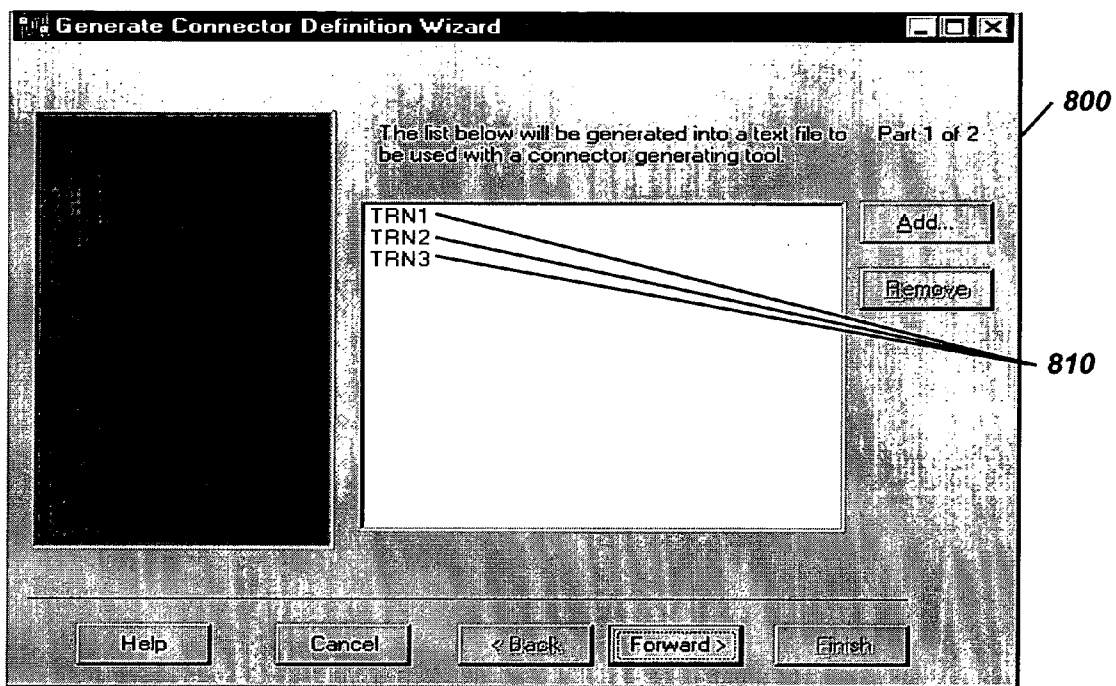 Generate Connector Definition Wizard
800
The list below will be generated into a text file to
be used with a connector generating tool.
Part 1 of 2
TRN1
TRN2
TRN3
Add...
Remove
810
Help
Cancel
< Back
Forward >
Finish